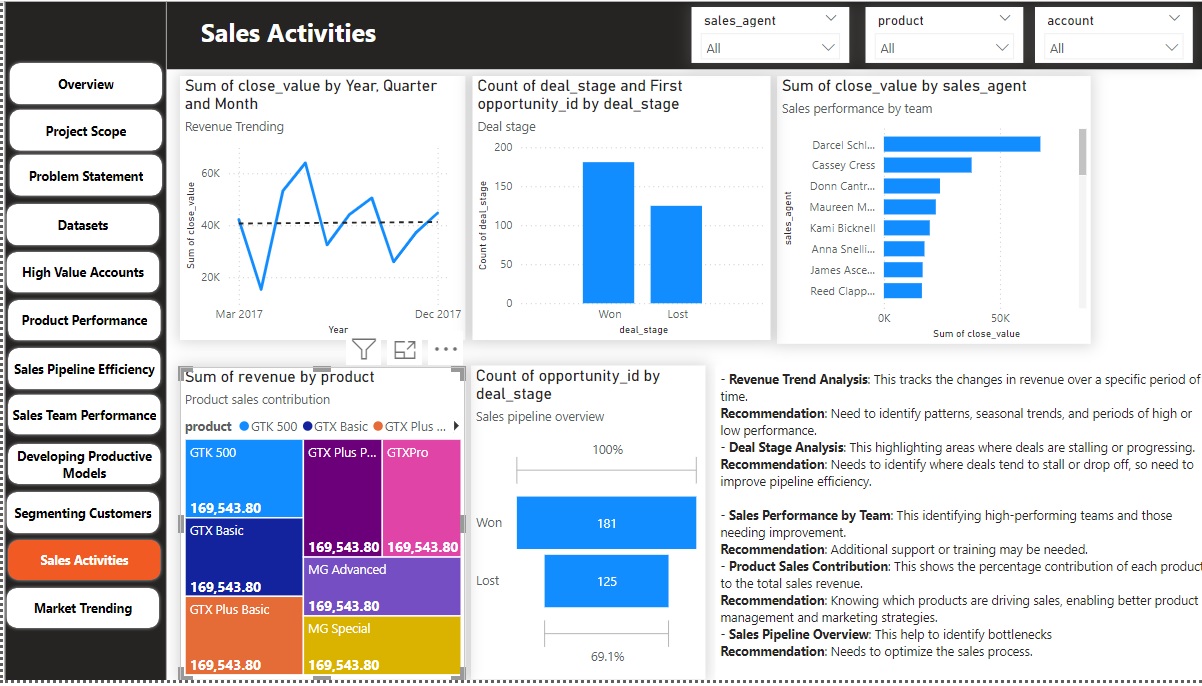 Sales Activities
sales_agent
All
product
All
account
All
Overview
Project Scope
Problem Statement
Datasets
High Value Accounts
Product Performance
Sales Pipeline Efficiency
Sales Team Performance
Developing Productive
Models
Segmenting Customers
Sales Activities
Market Trending
Sum of close_value by Year, Quarter
and Month
Revenue Trending
Sum of close_value
60K
40K
20K
Mar 2017
Dec 2017
Year
Count of deal_stage and First
opportunity_id by deal_stage
Deal stage
Count of deal_stage
200
150
100
50
0
Won
Lost
deal_stage
Sum of close_value by sales_agent
Sales performance by team
sales_agent
Darcel Schl...
Cassey Cress
Donn Cantr...
Maureen M...
Kami Bicknell
Anna Snelli...
James Asce...
Reed Clapp...
0K
50K
Sum of close_value
Sum of revenue by product
Product sales contribution
product GTK 500 GTX Basic GTX Plus ...
GTK 500
169,543.80
GTX Basic
169,543.80
GTX Plus Basic
169,543.80
GTX Plus P...
169,543.80
GTXPro
169,543.80
MG Advanced
169,543.80
MG Special
169,543.80
Count of opportunity_id by
deal_stage
Sales pipeline overview
100%
Won
181
Lost
125
69.1%
- Revenue Trend Analysis: This tracks the changes in revenue over a specific period of
time.
Recommendation: Need to identify patterns, seasonal trends, and periods of high or
low performance.
- Deal Stage Analysis: This highlighting areas where deals are stalling or progressing.
Recommendation: Needs to identify where deals tend to stall or drop off, so need to
improve pipeline efficiency.
- Sales Performance by Team: This identifying high-performing teams and those
needing improvement.
Recommendation: Additional support or training may be needed.
- Product Sales Contribution: This shows the percentage contribution of each product
to the total sales revenue.
Recommendation: Knowing which products are driving sales, enabling better product
management and marketing strategies.
- Sales Pipeline Overview: This help to identify bottlenecks
Recommendation: Needs to optimize the sales process.